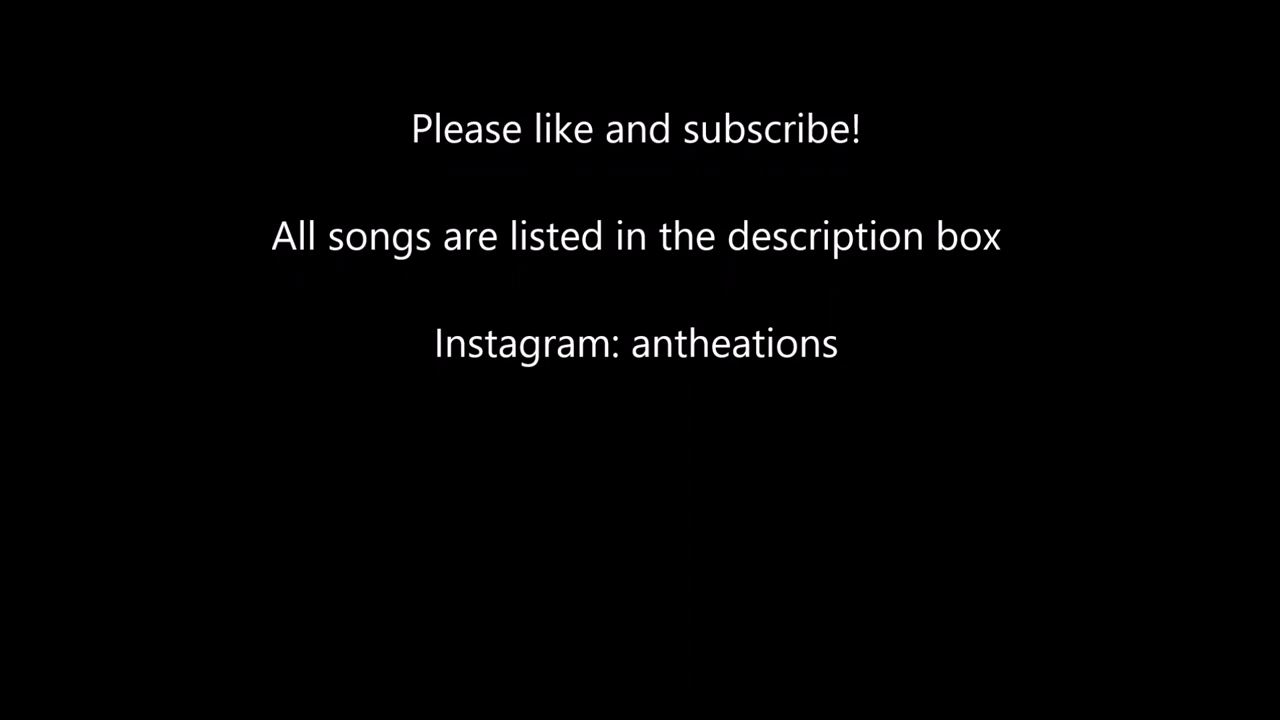 Please like and subscribe!
All songs are listed in the description box
Instagram: antheations